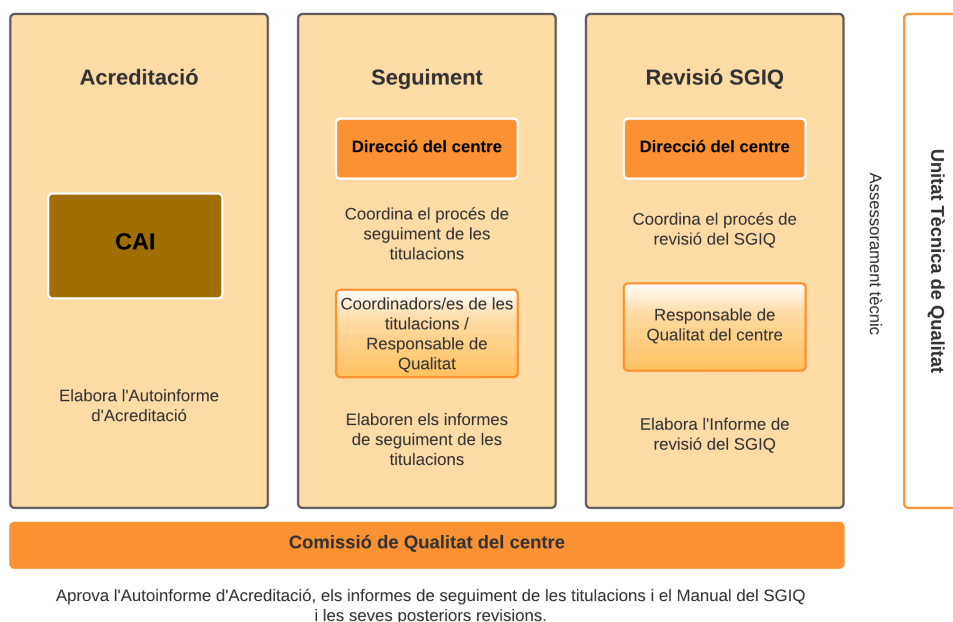 Acreditació
CAI
Elabora l'Autoinforme
d'Acreditació
Seguiment
Direcció del centre
Coordina el procés de
seguiment de les
titulacions
Coordinadors/es de les
titulacions /
Responsable de
Qualitat
Elaboren els informes
de seguiment de les
titulacions
Revisió SGIQ
Direcció del centre
Coordina el procés de
revisió del SGIQ
Responsable de
Qualitat del centre
Elabora l'Informe de
revisió del SGIQ
Assessorament tècnic
Unitat Tècnica de Qualitat
Comissió de Qualitat del centre
Aprova l'Autoinforme d'Acreditació, els informes de seguiment de les titulacions i el Manual del SGIQ
i les seves posteriors revisions.